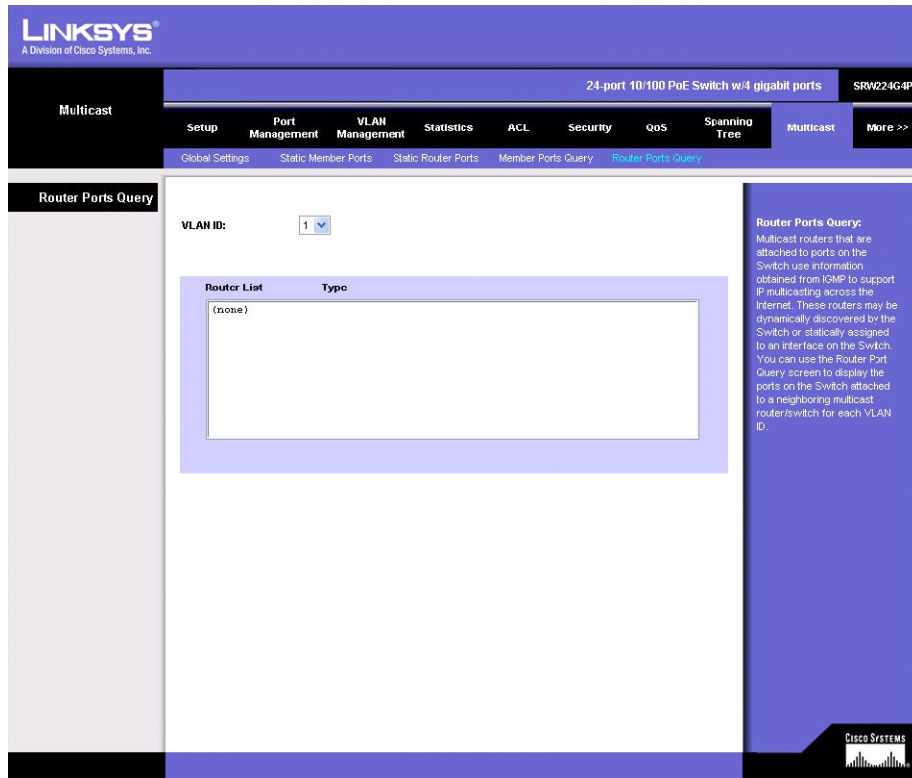 LINKSYS®
A Division of Cisco Systems, Inc.
24-port 10/100 PoE Switch w/4 gigabit ports
SRW224G4P
Multicast
Setup
Port Management
VLAN Management
Statistics
ACL
Security
QoS
Spanning Tree
Multicast
More >>
Global Settings
Static Member Ports
Static Router Ports
Member Ports Query
Router Ports Query
Router Ports Query
VLAN ID:
1
Router List
Type
(none)
Router Ports Query:
Multicast routers that are
attached to ports on the
Switch use information
obtained from IGMP to support
IP multicasting across the
Internet. These routers may be
dynamically discovered by the
Switch or statically assigned
to an interface on the Switch.
You can use the Router Port
Query screen to display the
ports on the Switch attached
to a neighboring multicast
router/switch for each VLAN
ID.
CISCO SYSTEMS